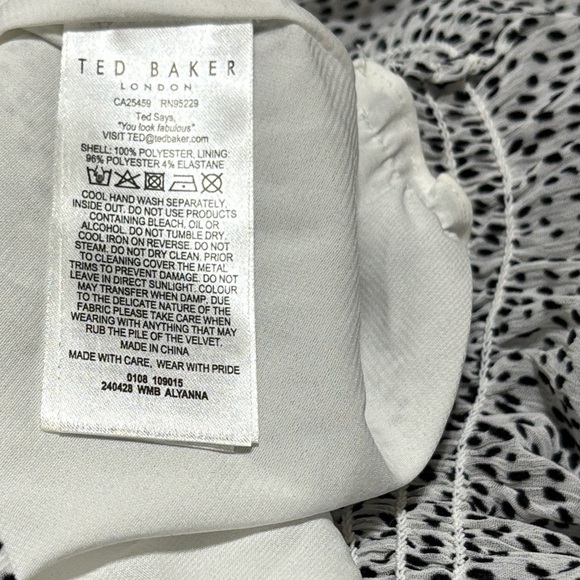 TED BAKER
LONDON
CA25459 RN95229
Ted Says,
"You look fabulous"
VISIT TED@tedbaker.com
SHELL: 100% POLYESTER, LINING:
96% POLYESTER 4% ELASTANE
COOL HAND WASH SEPARATELY,
INSIDE OUT. DO NOT USE PRODUCTS
CONTAINING BLEACH, OIL OR
ALCOHOL. DO NOT TUMBLE DRY.
COOL IRON ON REVERSE. DO NOT
STEAM. DO NOT DRY CLEAN. PRIOR
TO CLEANING COVER THE METAL
TRIMS TO PREVENT DAMAGE. DO NOT
LEAVE IN DIRECT SUNLIGHT. COLOUR
MAY TRANSFER WHEN DAMP. DUE
TO THE DELICATE NATURE OF THE
FABRIC PLEASE TAKE CARE WHEN
WEARING WITH ANYTHING THAT MAY
RUB THE PILE OF THE VELVET.
MADE IN CHINA
MADE WITH CARE, WEAR WITH PRIDE
0108 109015
240428 WMB ALYANNA